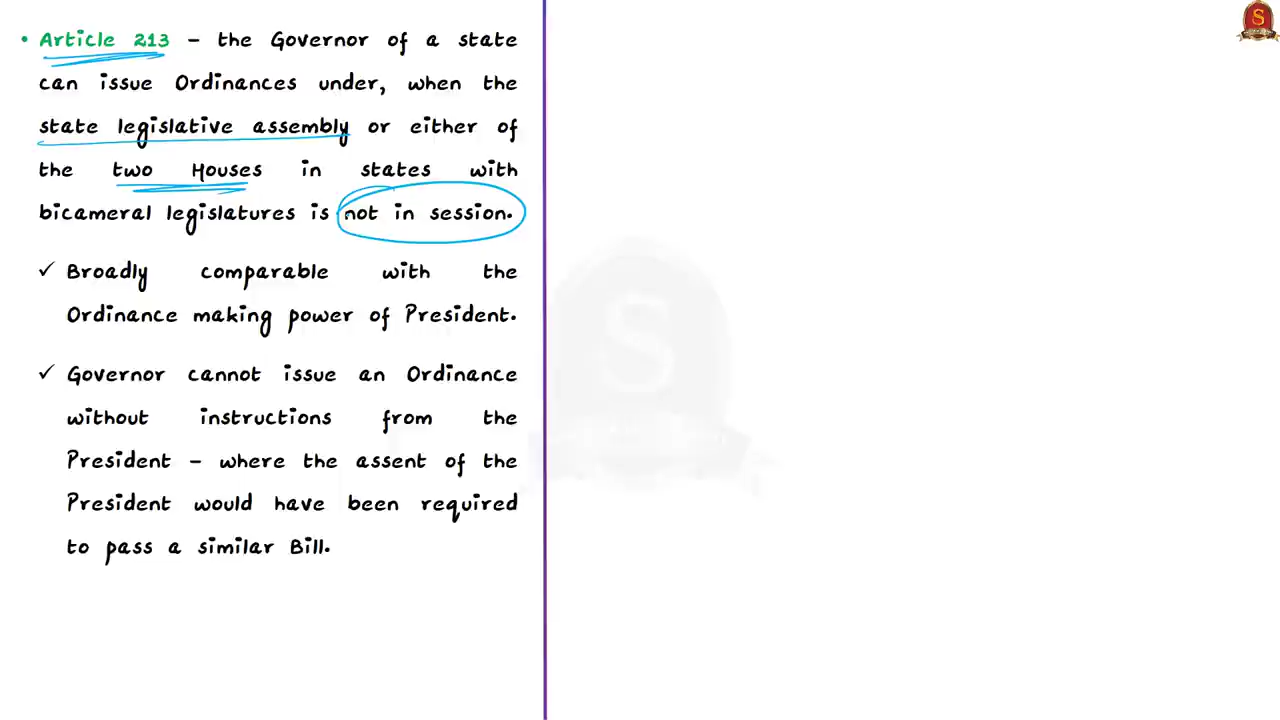 • Article 213 – the Governor of a state
can issue Ordinances under, when the
state legislative assembly or either of
the two Houses in states with
bicameral legislatures is not in session.
✓ Broadly comparable with the
Ordinance making power of President.
✓ Governor cannot issue an Ordinance
without instructions from the
President – where the assent of the
President would have been required
to pass a similar Bill.
S
S